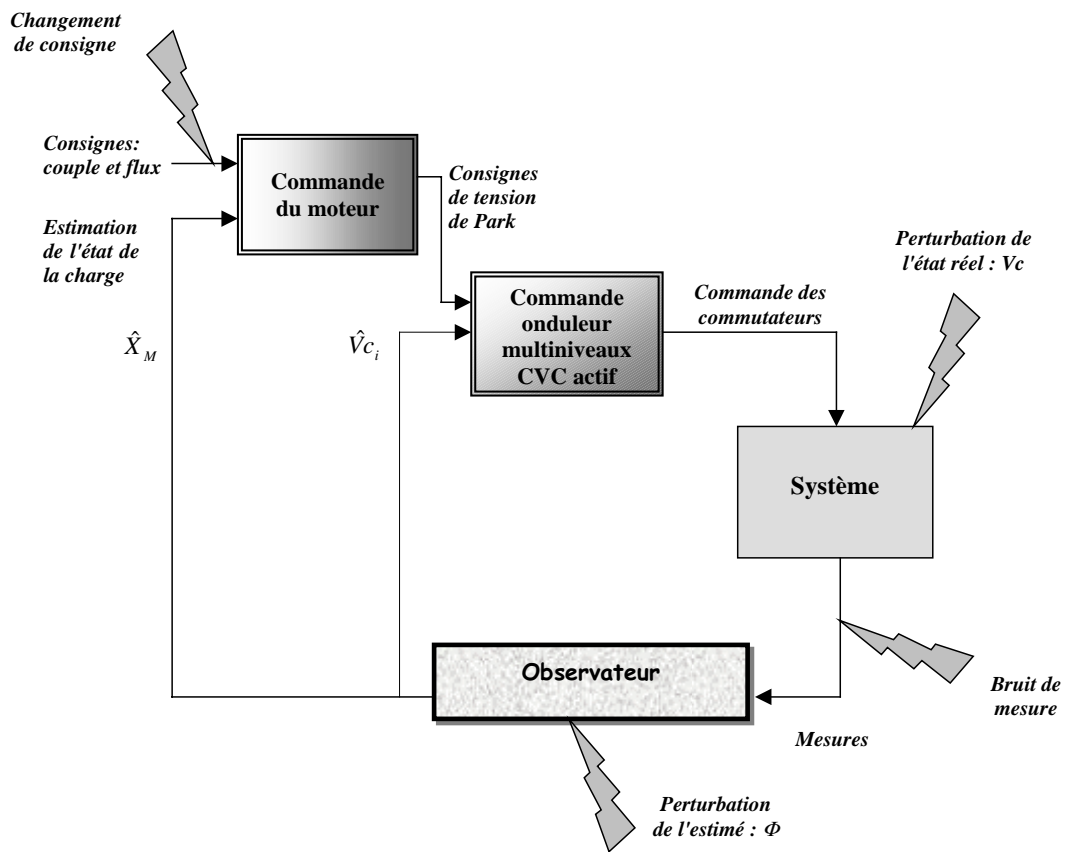 Changement
de consigne
Consignes:
couple et flux
Commande
du moteur
Consignes
de tension
de Park
Estimation
de l'état de
la charge
Perturbation de
l'état réel : Vc
Commande
onduleur
multiniveaux
CVC actif
Commande des
commutateurs
X̂_M
V̂c_i
Système
Observateur
Bruit de
mesure
Mesures
Perturbation
de l'estimé : Φ